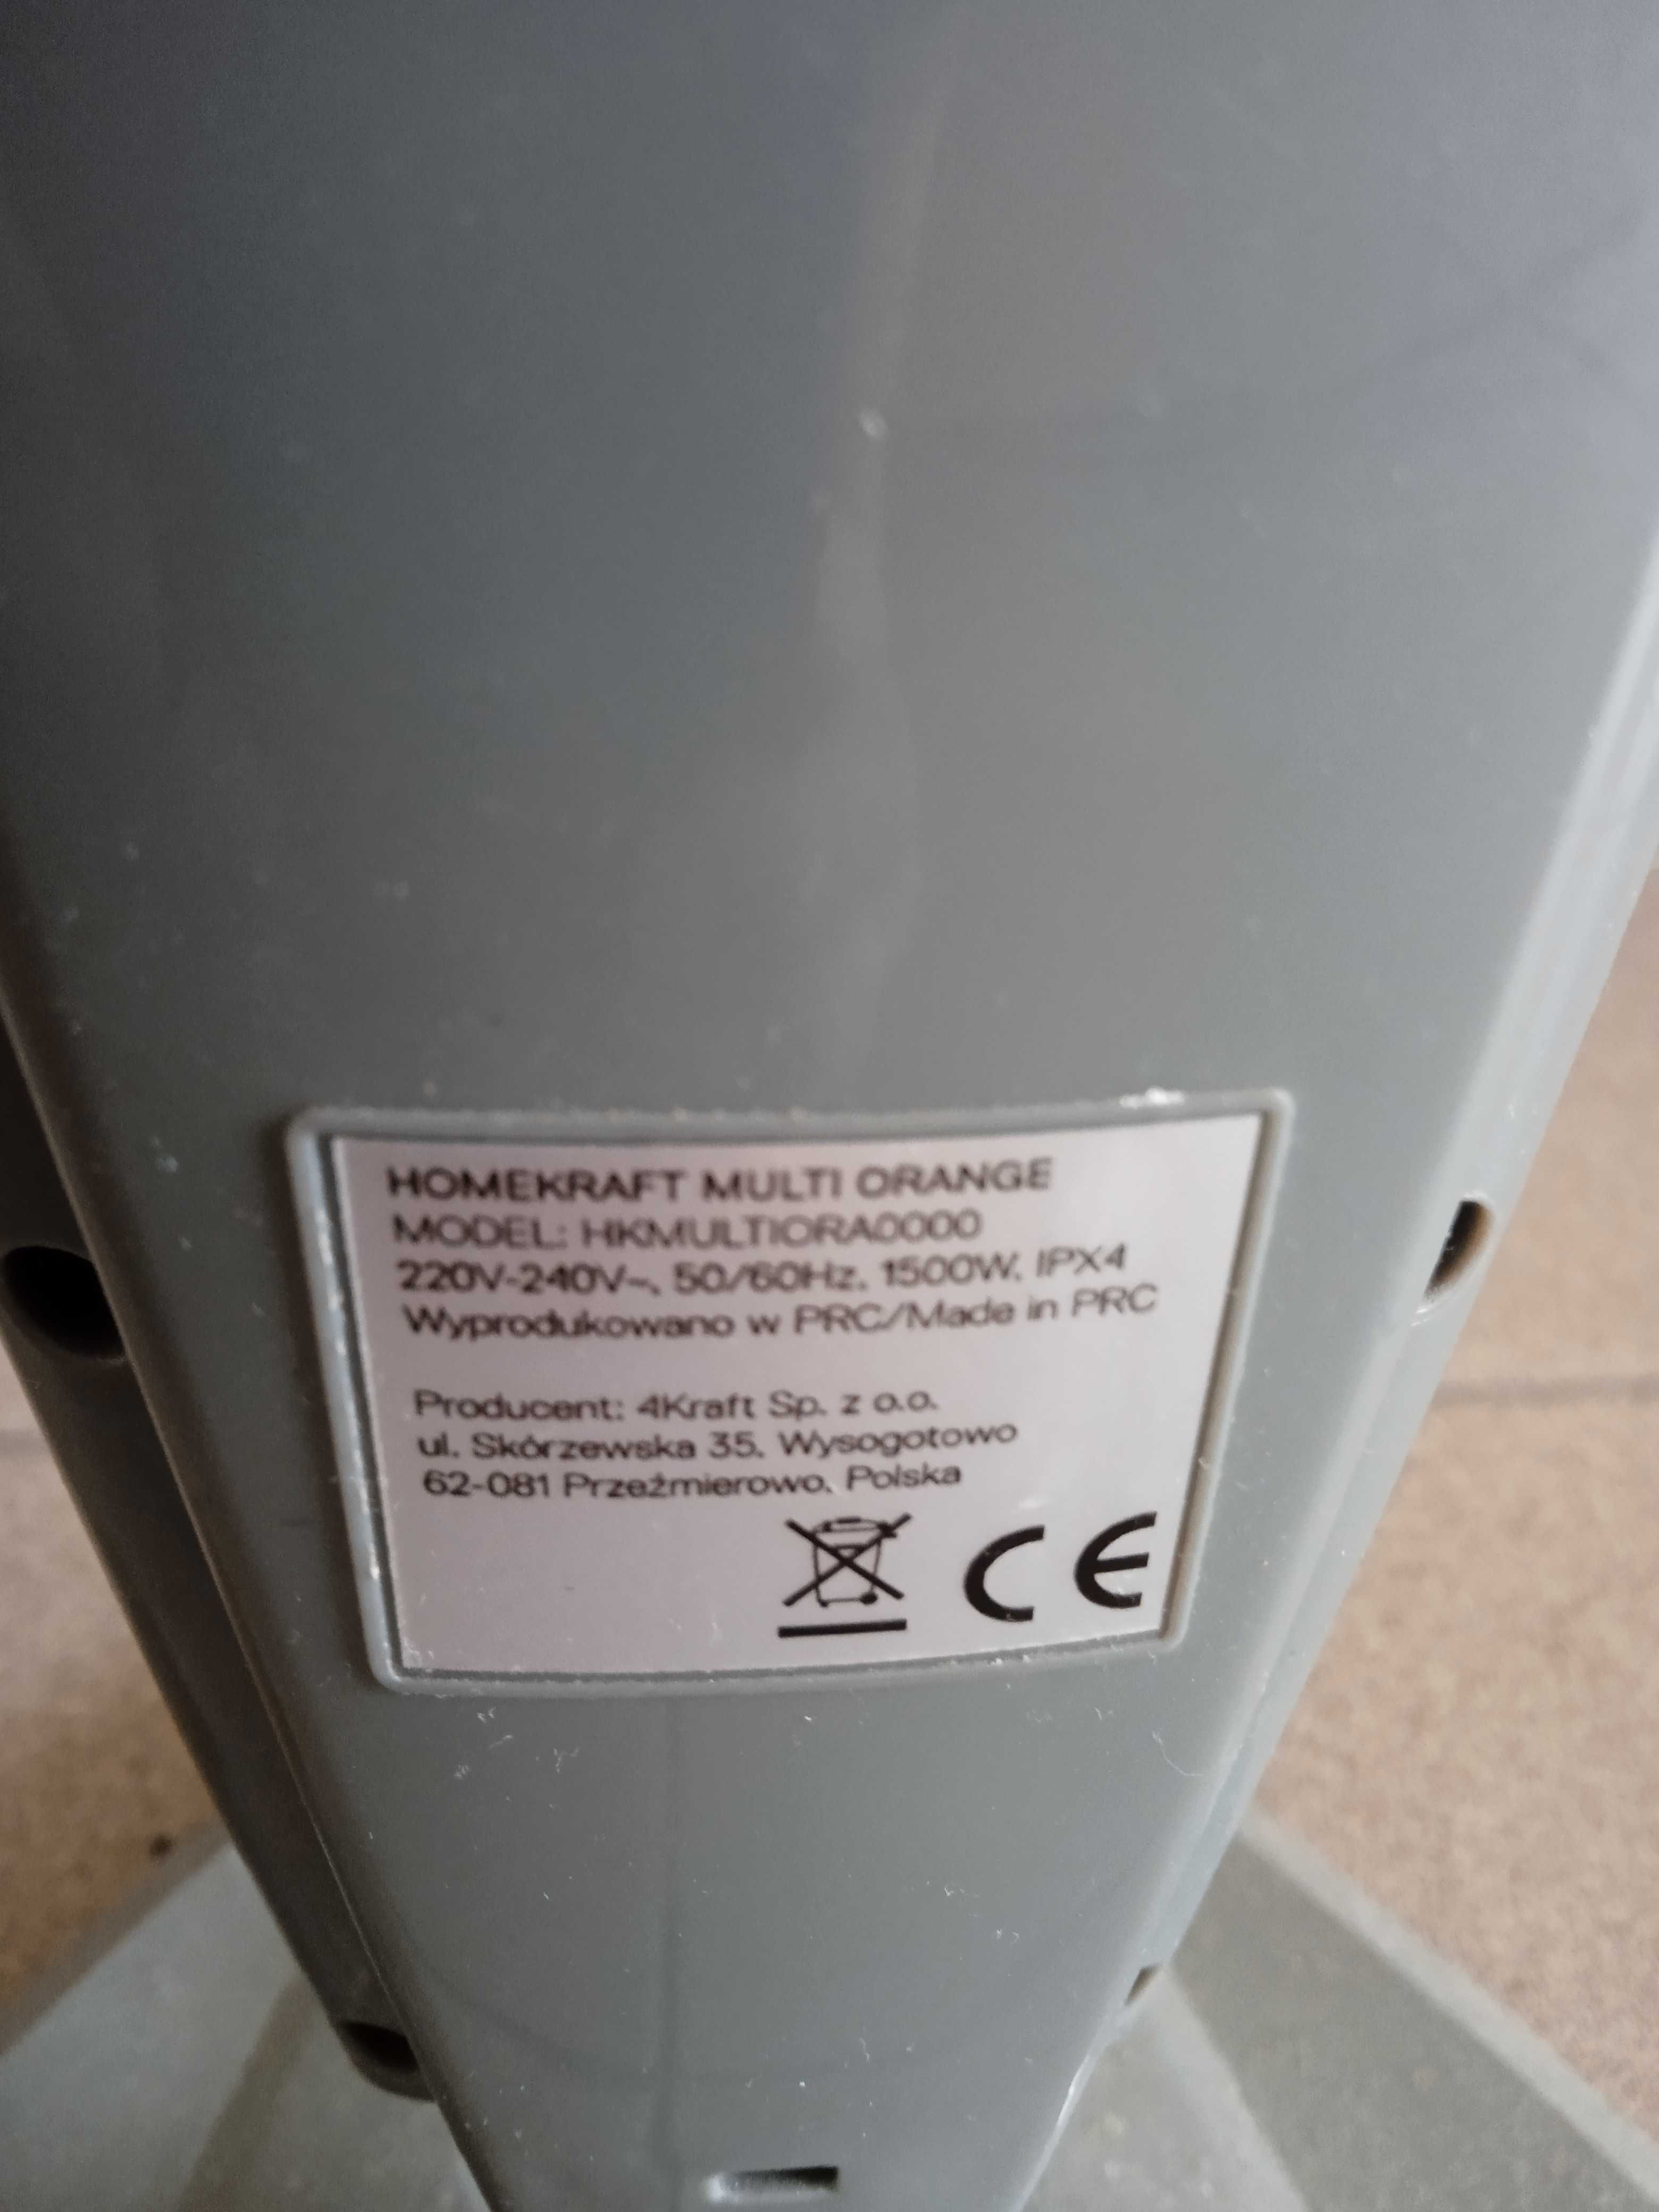 HOMEKRAFT MULTI ORANGE
MODEL: HKMULTIORA0000
220V-240V~, 50/60Hz, 1500W, IPX4
Wyprodukowano w PRC/Made in PRC
Producent: 4Kraft Sp. z o.o.
ul. Skórzewska 35, Wysogotowo
62-081 Przeźmierowo, Polska
CE